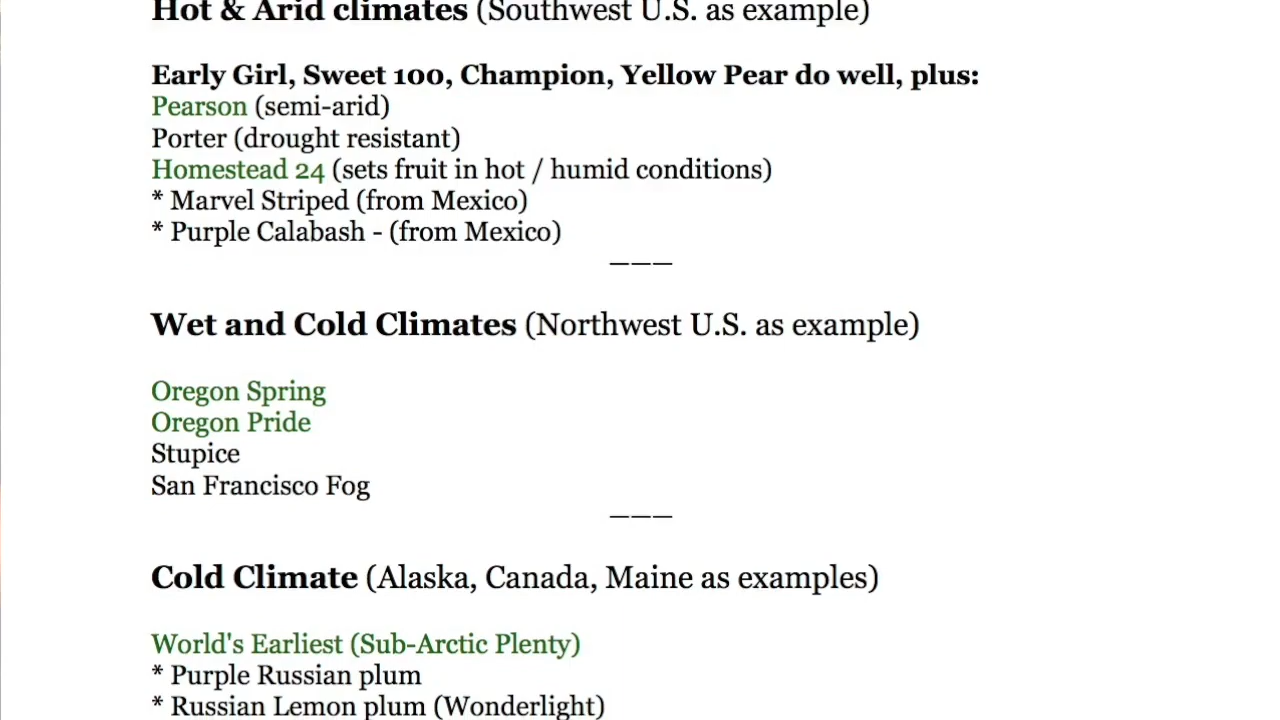 Hot & Arid climates (Southwest U.S. as example)
Early Girl, Sweet 100, Champion, Yellow Pear do well, plus:
Pearson (semi-arid)
Porter (drought resistant)
Homestead 24 (sets fruit in hot / humid conditions)
* Marvel Striped (from Mexico)
* Purple Calabash - (from Mexico)
———
Wet and Cold Climates (Northwest U.S. as example)
Oregon Spring
Oregon Pride
Stupice
San Francisco Fog
———
Cold Climate (Alaska, Canada, Maine as examples)
World's Earliest (Sub-Arctic Plenty)
* Purple Russian plum
* Russian Lemon plum (Wonderlight)